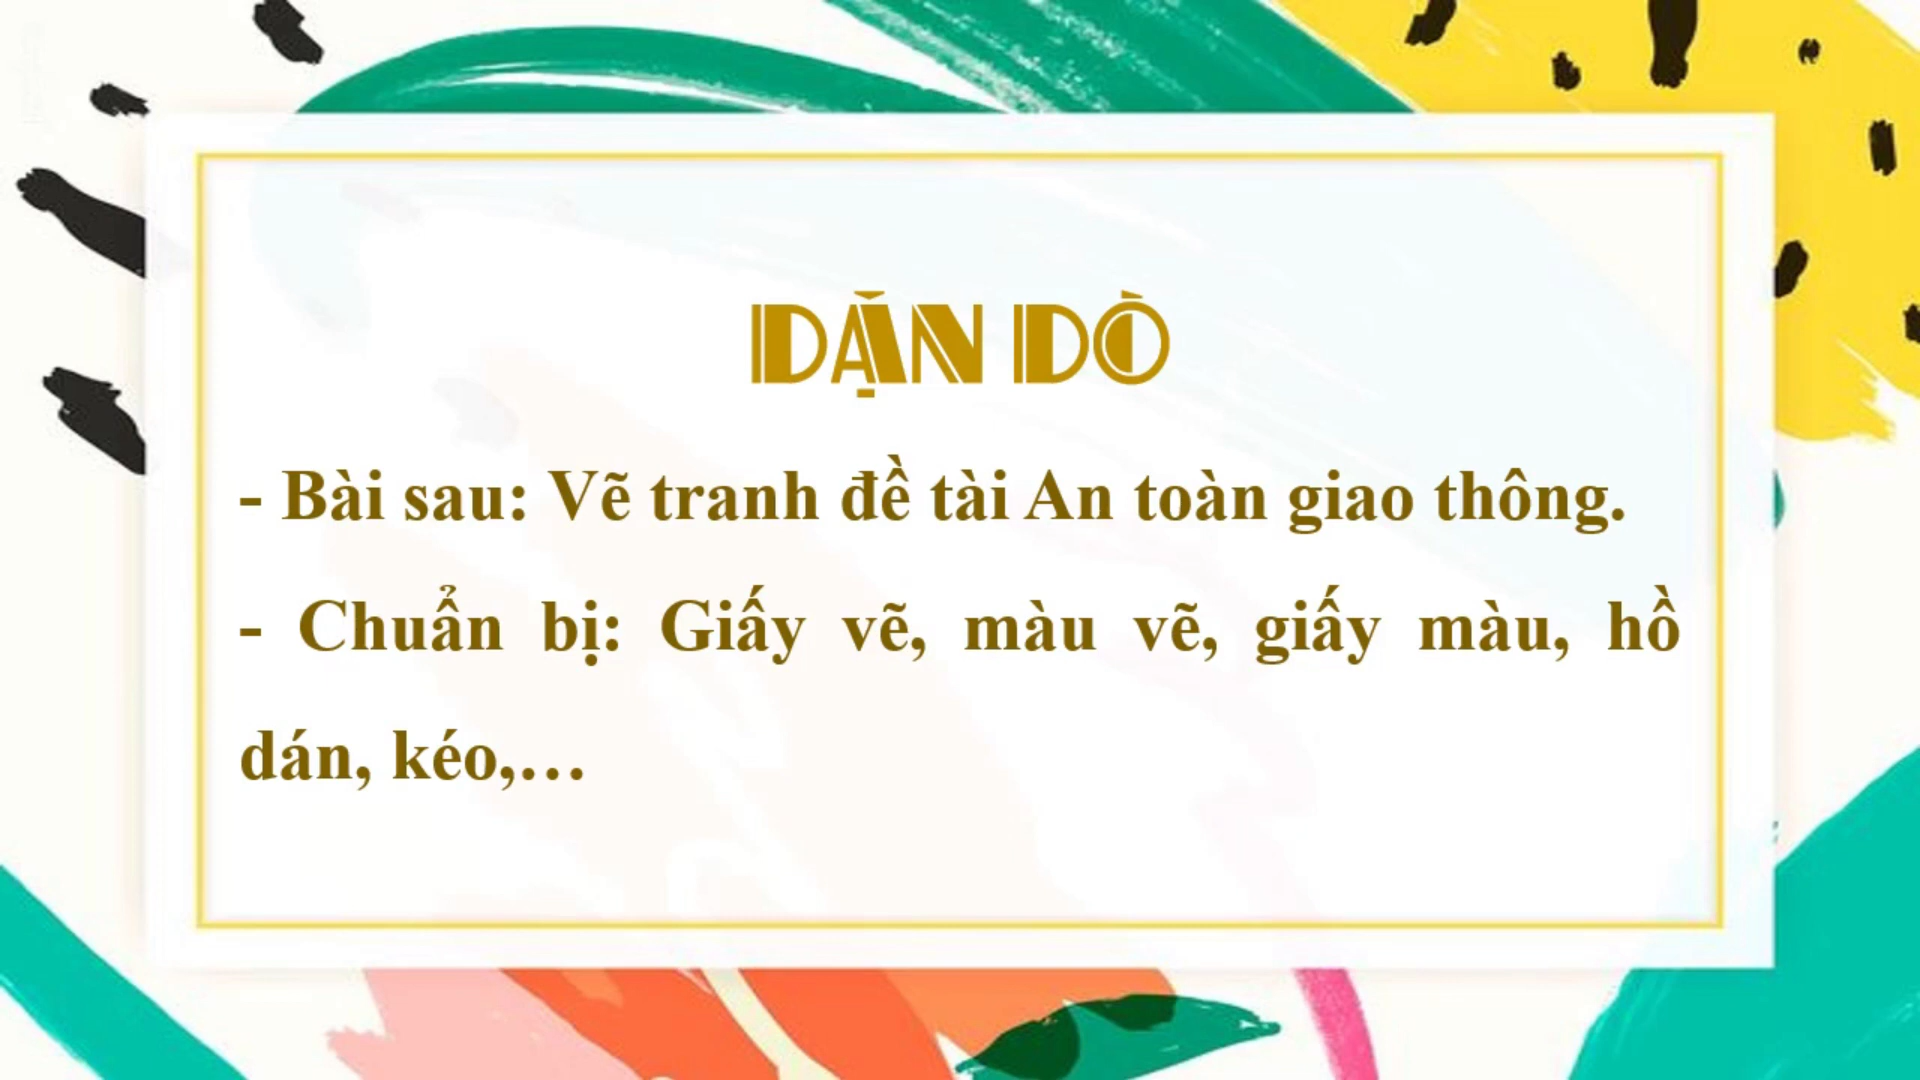 DẶN DÒ
- Bài sau: Vẽ tranh đề tài An toàn giao thông.
- Chuẩn bị: Giấy vẽ, màu vẽ, giấy màu, hồ
dán, kéo,…